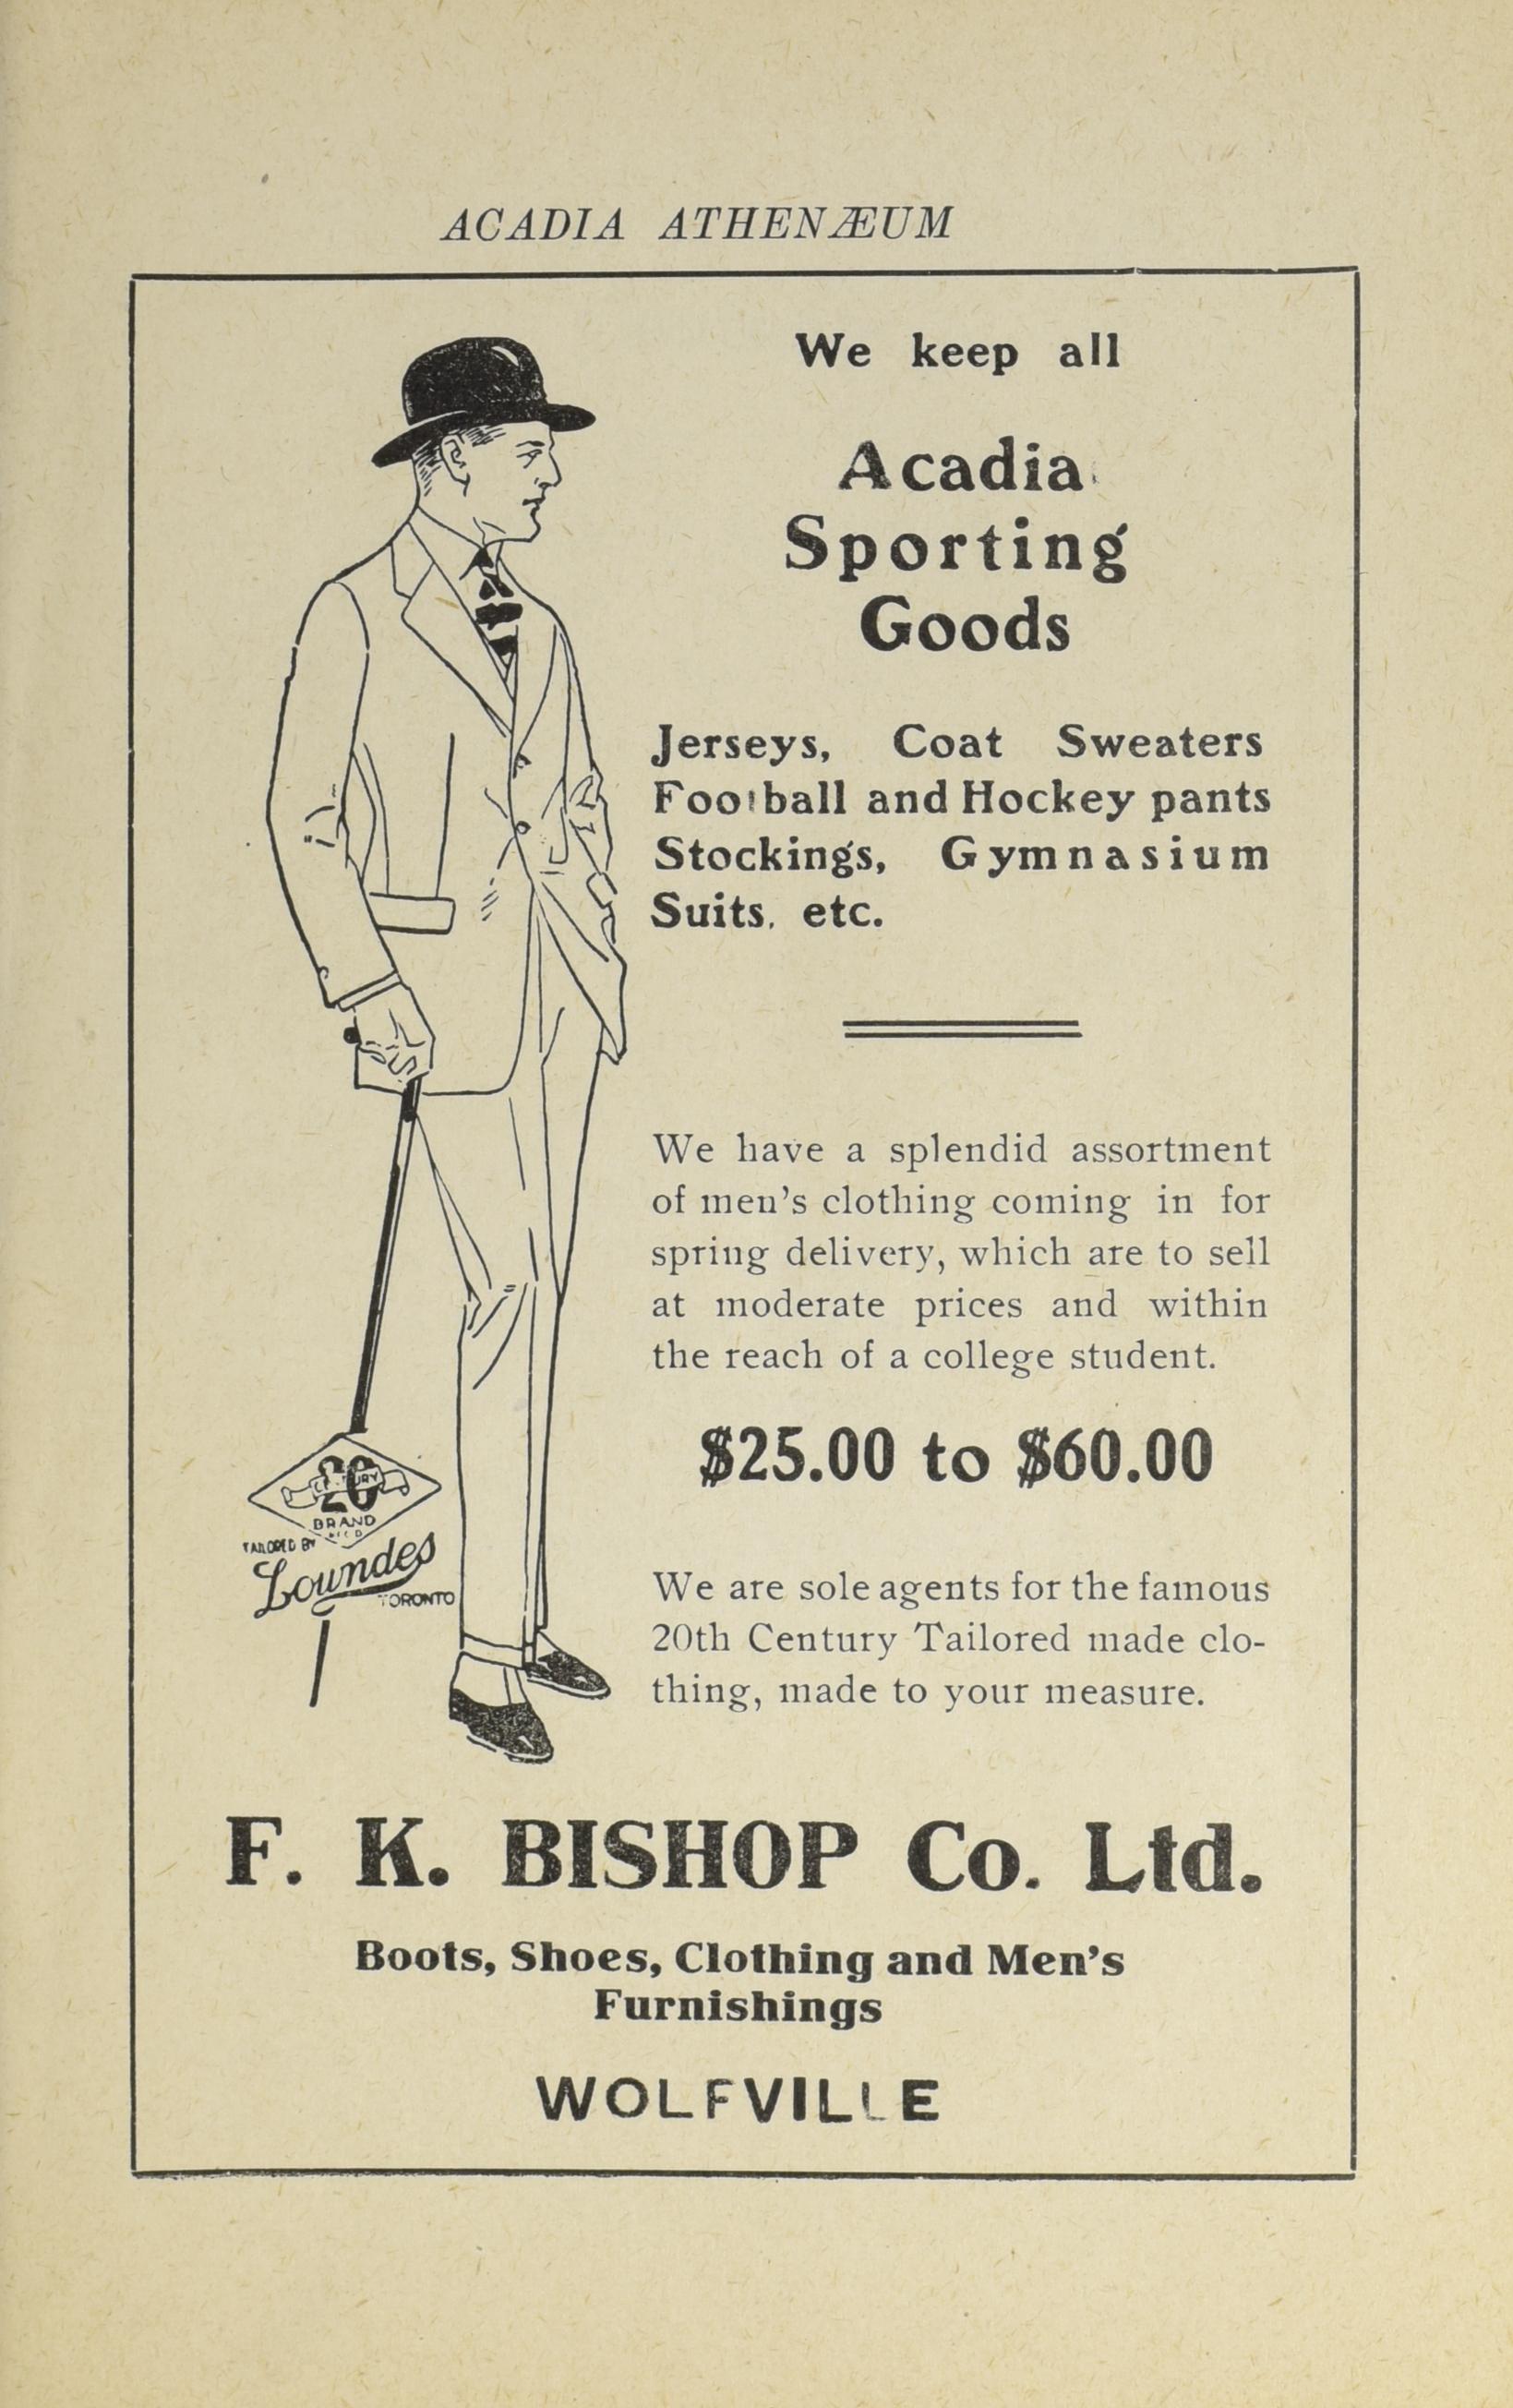 ACADIA ATHENÆUM
We keep all
Acadia
Sporting
Goods
Jerseys, Coat Sweaters
Football and Hockey pants
Stockings, Gymnasium
Suits. etc.
We have a splendid assortment
of men's clothing coming in for
spring delivery, which are to sell
at moderate prices and within
the reach of a college student.
$25.00 to $60.00
20
CENTURY
BRAND
TAILORED BY
Lowndes
TORONTO
We are sole agents for the famous
20th Century Tailored made clo-
thing, made to your measure.
F. K. BISHOP Co. Ltd.
Boots, Shoes, Clothing and Men's
Furnishings
WOLFVILLE